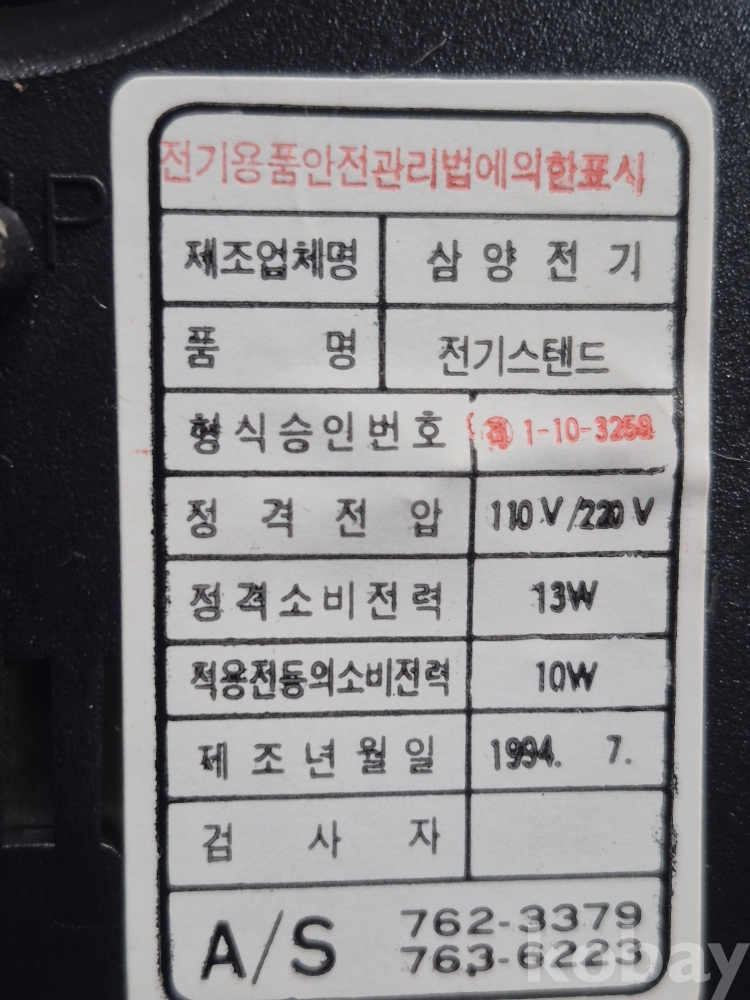 P
전기용품안전관리법에의한표시
제조업체명 삼양전기
품명 전기스텐드
형식승인번호 1-10-3259
정격전압 110V/220V
정격소비전력 13W
적용전등의소비전력 10W
제조년월일 1994. 7.
검사자
A/S 762-3379
763-6223
kobay